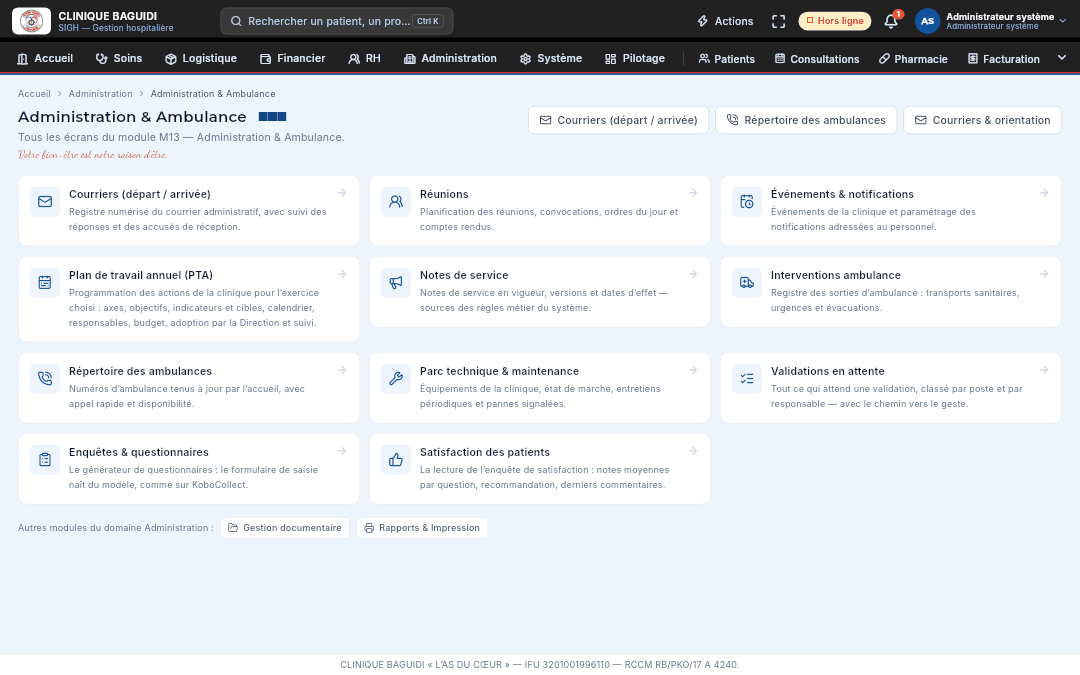 CLINIQUE BAGUIDI
SIGH — Gestion hospitalière
Rechercher un patient, un pro...
Ctrl K
Actions
Hors ligne
1
AS
Administrateur système
Administrateur système
Accueil
Soins
Logistique
Financier
RH
Administration
Système
Pilotage
Patients
Consultations
Pharmacie
Facturation
Accueil > Administration > Administration & Ambulance
Administration & Ambulance
Tous les écrans du module M13 — Administration & Ambulance.
Votre bien-être est notre raison d'être.
Courriers (départ / arrivée)
Répertoire des ambulances
Courriers & orientation
Courriers (départ / arrivée)
Registre numérisé du courrier administratif, avec suivi des
réponses et des accusés de réception.
Réunions
Planification des réunions, convocations, ordres du jour et
comptes rendus.
Événements & notifications
Événements de la clinique et paramétrage des
notifications adressées au personnel.
Plan de travail annuel (PTA)
Programmation des actions de la clinique pour l'exercice
choisi : axes, objectifs, indicateurs et cibles, calendrier,
responsables, budget, adoption par la Direction et suivi.
Notes de service
Notes de service en vigueur, versions et dates d'effet —
sources des règles métier du système.
Interventions ambulance
Registre des sorties d'ambulance : transports sanitaires,
urgences et évacuations.
Répertoire des ambulances
Numéros d'ambulance tenus à jour par l'accueil, avec
appel rapide et disponibilité.
Parc technique & maintenance
Équipements de la clinique, état de marche, entretiens
périodiques et pannes signalées.
Validations en attente
Tout ce qui attend une validation, classé par poste et par
responsable — avec le chemin vers le geste.
Enquêtes & questionnaires
Le générateur de questionnaires : le formulaire de saisie
naît du modèle, comme sur KoboCollect.
Satisfaction des patients
La lecture de l'enquête de satisfaction : notes moyennes
par question, recommandation, derniers commentaires.
Autres modules du domaine Administration :
Gestion documentaire
Rapports & Impression
CLINIQUE BAGUIDI « L'AS DU CŒUR » — IFU 3201001996110 — RCCM RB/PKO/17 A 4240.